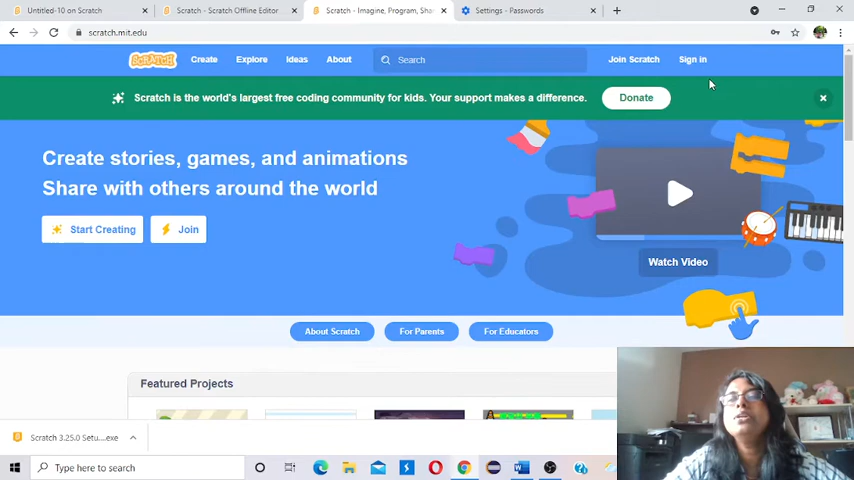 Untitled-10 on Scratch
Scratch - Scratch Offline Editor
Scratch - Imagine, Program, Sha
Settings - Passwords
scratch.mit.edu
SCRATCH
Create
Explore
Ideas
About
Search
Join Scratch
Sign in
Scratch is the world's largest free coding community for kids. Your support makes a difference.
Donate
Create stories, games, and animations
Share with others around the world
Start Creating
Join
Watch Video
About Scratch
For Parents
For Educators
Featured Projects
Scratch 3.25.0 Setu....exe
Type here to search